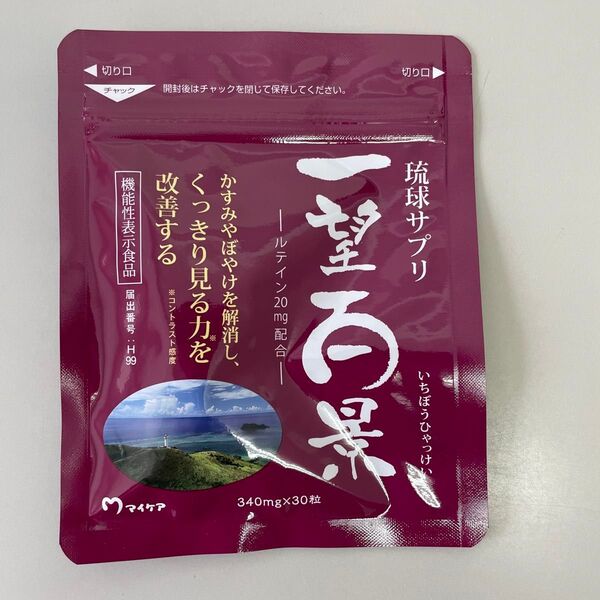 切り口
切り口
チャック
開封後はチャックを閉じて保存してください。
琉球サプリ
一望百景
いちぼうひゃっけい
ルテイン20mg配合
かすみやぼやけを解消し、
くっきり見る力を※
改善する
※コントラスト感度
機能性表示食品
届出番号:H99
340mg×30粒
マイケア